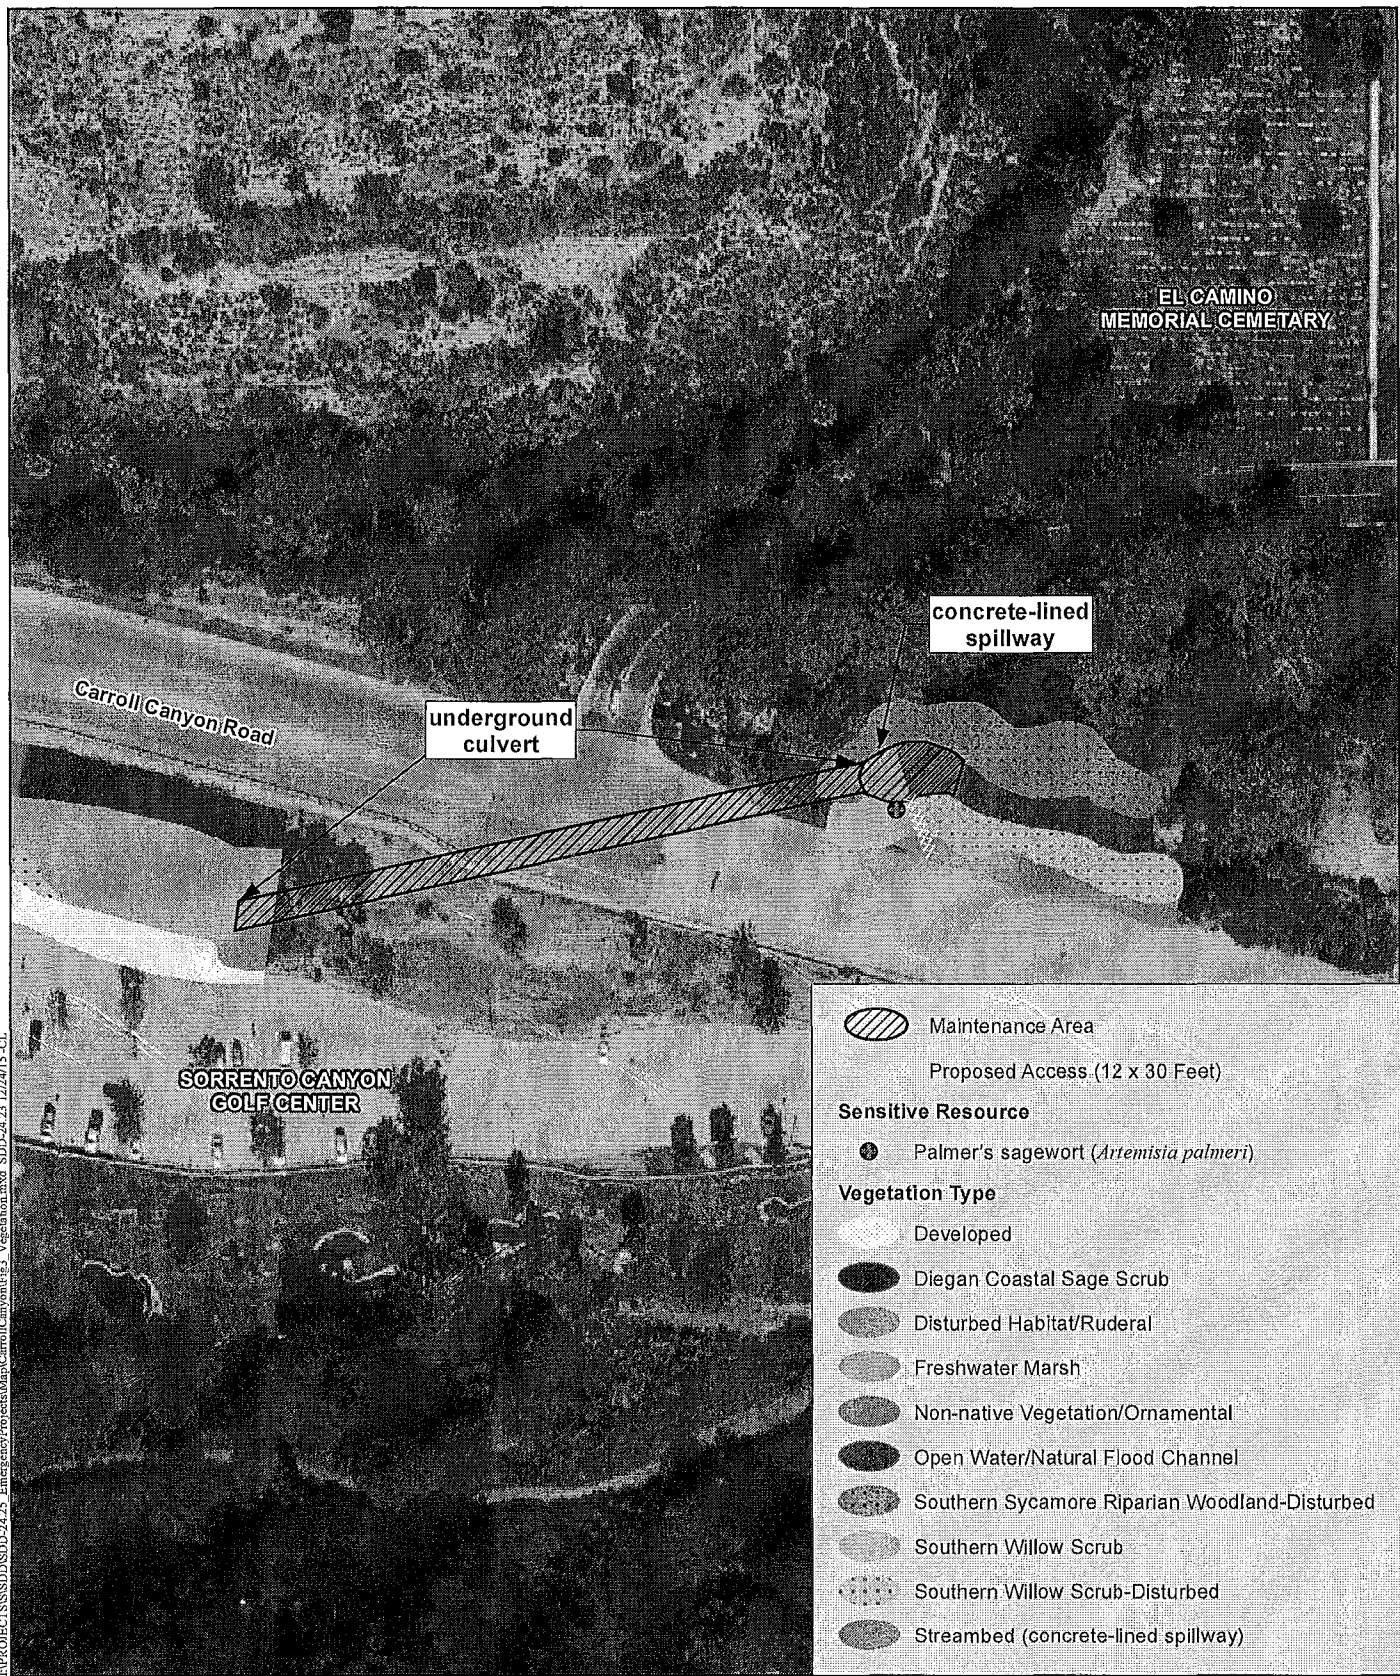 EL CAMINO
MEMORIAL CEMETARY
concrete-lined
spillway
Carroll Canyon Road
underground
culvert
SORRENTO CANYON
GOLF CENTER
Maintenance Area
Proposed Access (12 x 30 Feet)
Sensitive Resource
Palmer's sagewort (Artemisia palmeri)
Vegetation Type
Developed
Diegan Coastal Sage Scrub
Disturbed Habitat/Ruderal
Freshwater Marsh
Non-native Vegetation/Ornamental
Open Water/Natural Flood Channel
Southern Sycamore Riparian Woodland-Disturbed
Southern Willow Scrub
Southern Willow Scrub-Disturbed
Streambed (concrete-lined spillway)